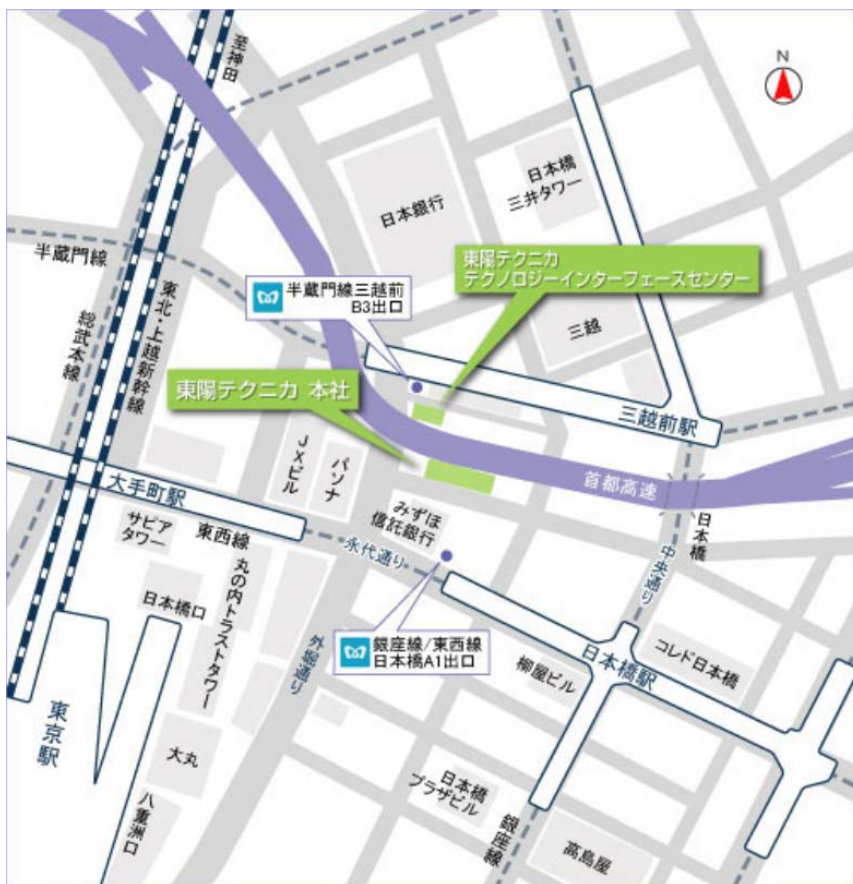 N
至神田
日本橋
三井タワー
日本銀行
東陽テクニカ
テクノロジーインターフェースセンター
半蔵門線
半蔵門線三越前
B3出口
総武本線
東北・上越新幹線
三越
東陽テクニカ 本社
三越前駅
JXビル
パソナ
首都高速
大手町駅
みずほ
信託銀行
日本橋
サピア
タワー
東西線
永代通り
中央通り
丸の内トラストタワー
日本橋口
銀座線/東西線
日本橋A1出口
外堀通り
柳屋ビル
日本橋駅
コレド日本橋
東京駅
大丸
日本橋
プラザビル
八重洲口
銀座線
高島屋